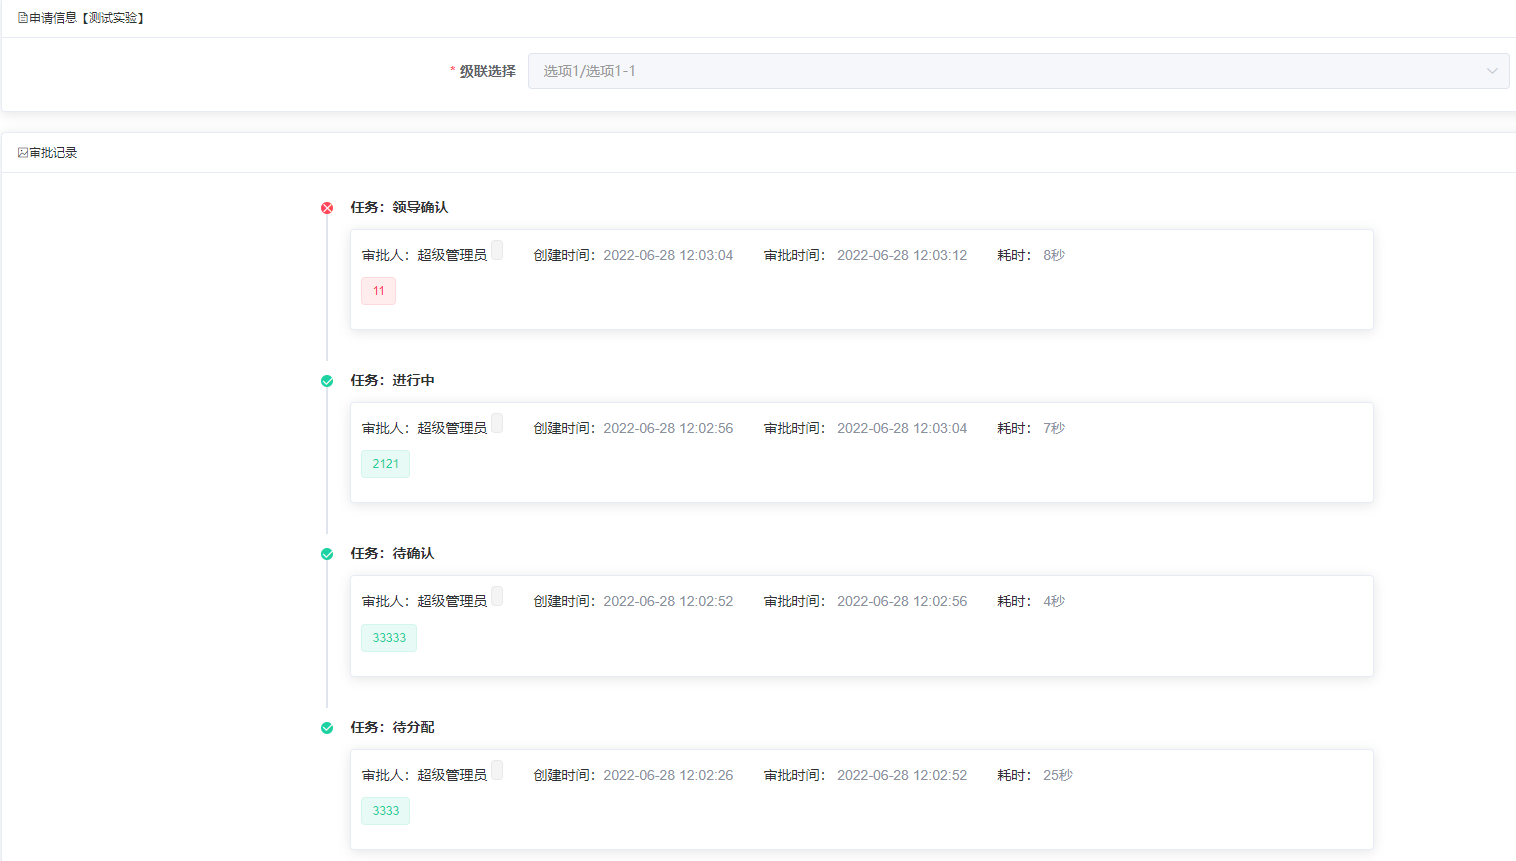 申请信息【测试实验】
* 级联选择 选项1/选项1-1
审批记录
任务：领导确认
审批人：超级管理员 创建时间：2022-06-28 12:03:04 审批时间： 2022-06-28 12:03:12 耗时： 8秒
11
任务：进行中
审批人：超级管理员 创建时间：2022-06-28 12:02:56 审批时间： 2022-06-28 12:03:04 耗时： 7秒
2121
任务：待确认
审批人：超级管理员 创建时间：2022-06-28 12:02:52 审批时间： 2022-06-28 12:02:56 耗时： 4秒
33333
任务：待分配
审批人：超级管理员 创建时间：2022-06-28 12:02:26 审批时间： 2022-06-28 12:02:52 耗时： 25秒
3333